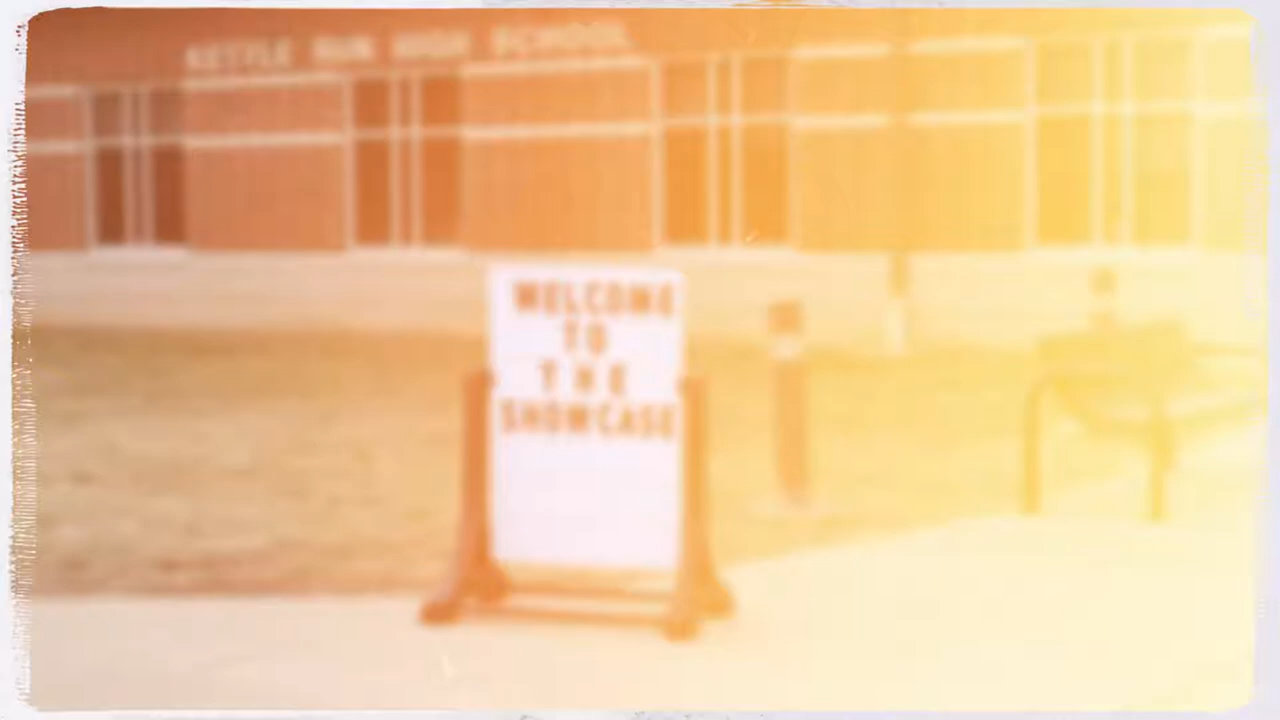 KETTLE RUN HIGH SCHOOL
WELCOME
TO
THE
SHOWCASE